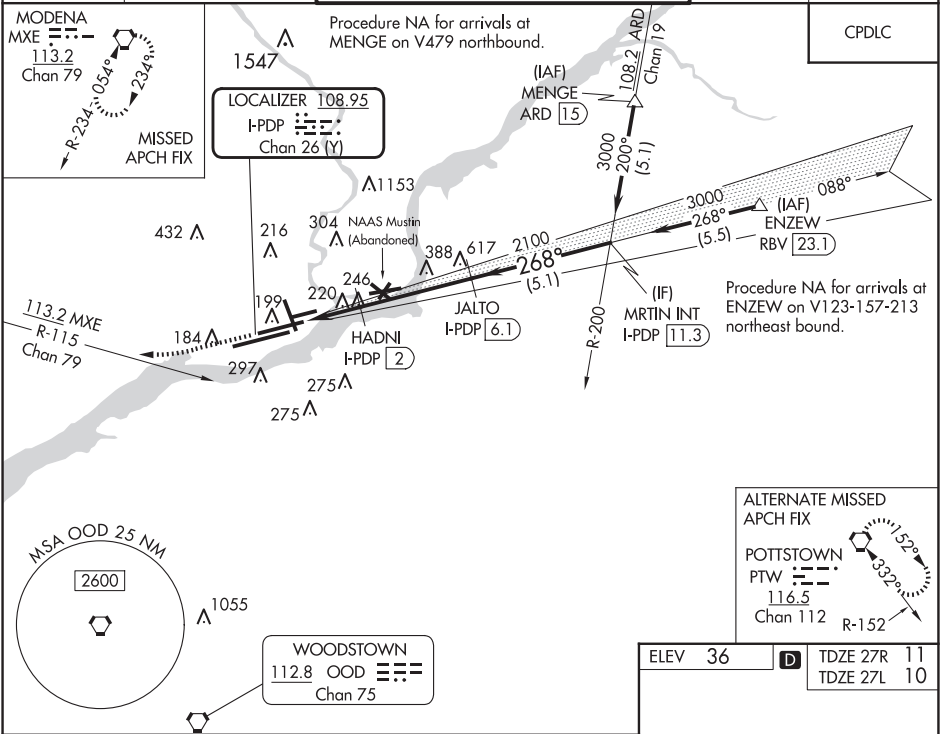 MODENA
MXE
113.2
Chan 79
054°
234°
R-234
MISSED
APCH FIX
1547
Procedure NA for arrivals at
MENGE on V479 northbound.
CPDLC
LOCALIZER 108.95
I-PDP
Chan 26 (Y)
108.2 ARD
Chan 19
(IAF)
MENGE
ARD 15
3000
200°
(5.1)
1153
432
216
304
NAAS Mustin
(Abandoned)
388
617
2100
268°
(5.1)
3000
268°
(5.5)
088°
(IAF)
ENZEW
RBV 23.1
Procedure NA for arrivals at
ENZEW on V123-157-213
northeast bound.
246
220
199
184
HADNI
I-PDP 2
JALTO
I-PDP 6.1
(IF)
MRTIN INT
I-PDP 11.3
R-200
113.2 MXE
R-115
Chan 79
297
275
275
MSA OOD 25 NM
2600
1055
WOODSTOWN
112.8 OOD
Chan 75
ALTERNATE MISSED
APCH FIX
POTTSTOWN
PTW
116.5
Chan 112
152°
332°
R-152
ELEV 36
D
TDZE 27R 11
TDZE 27L 10